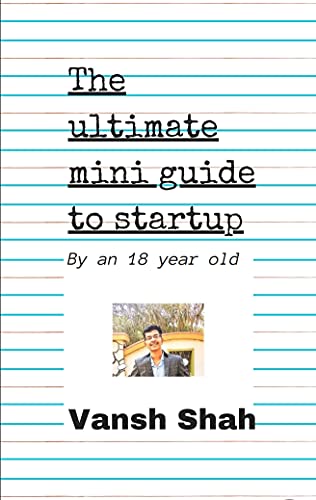 The
ultimate
mini guide
to startup
By an 18 year old
Vansh Shah